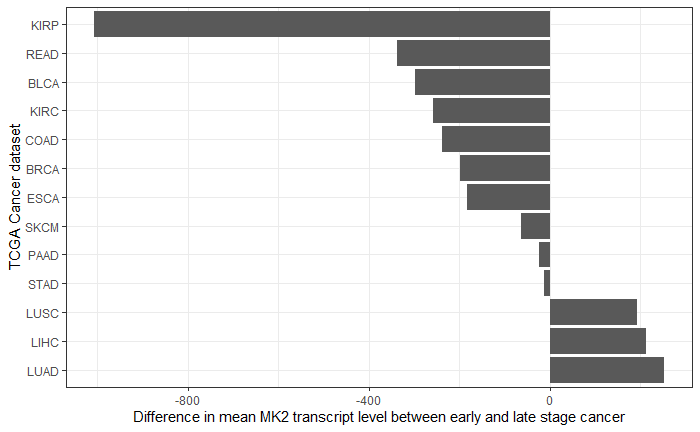 TCGA Cancer dataset
KIRP
READ
BLCA
KIRC
COAD
BRCA
ESCA
SKCM
PAAD
STAD
LUSC
LIHC
LUAD
-800 -400 0
Difference in mean MK2 transcript level between early and late stage cancer